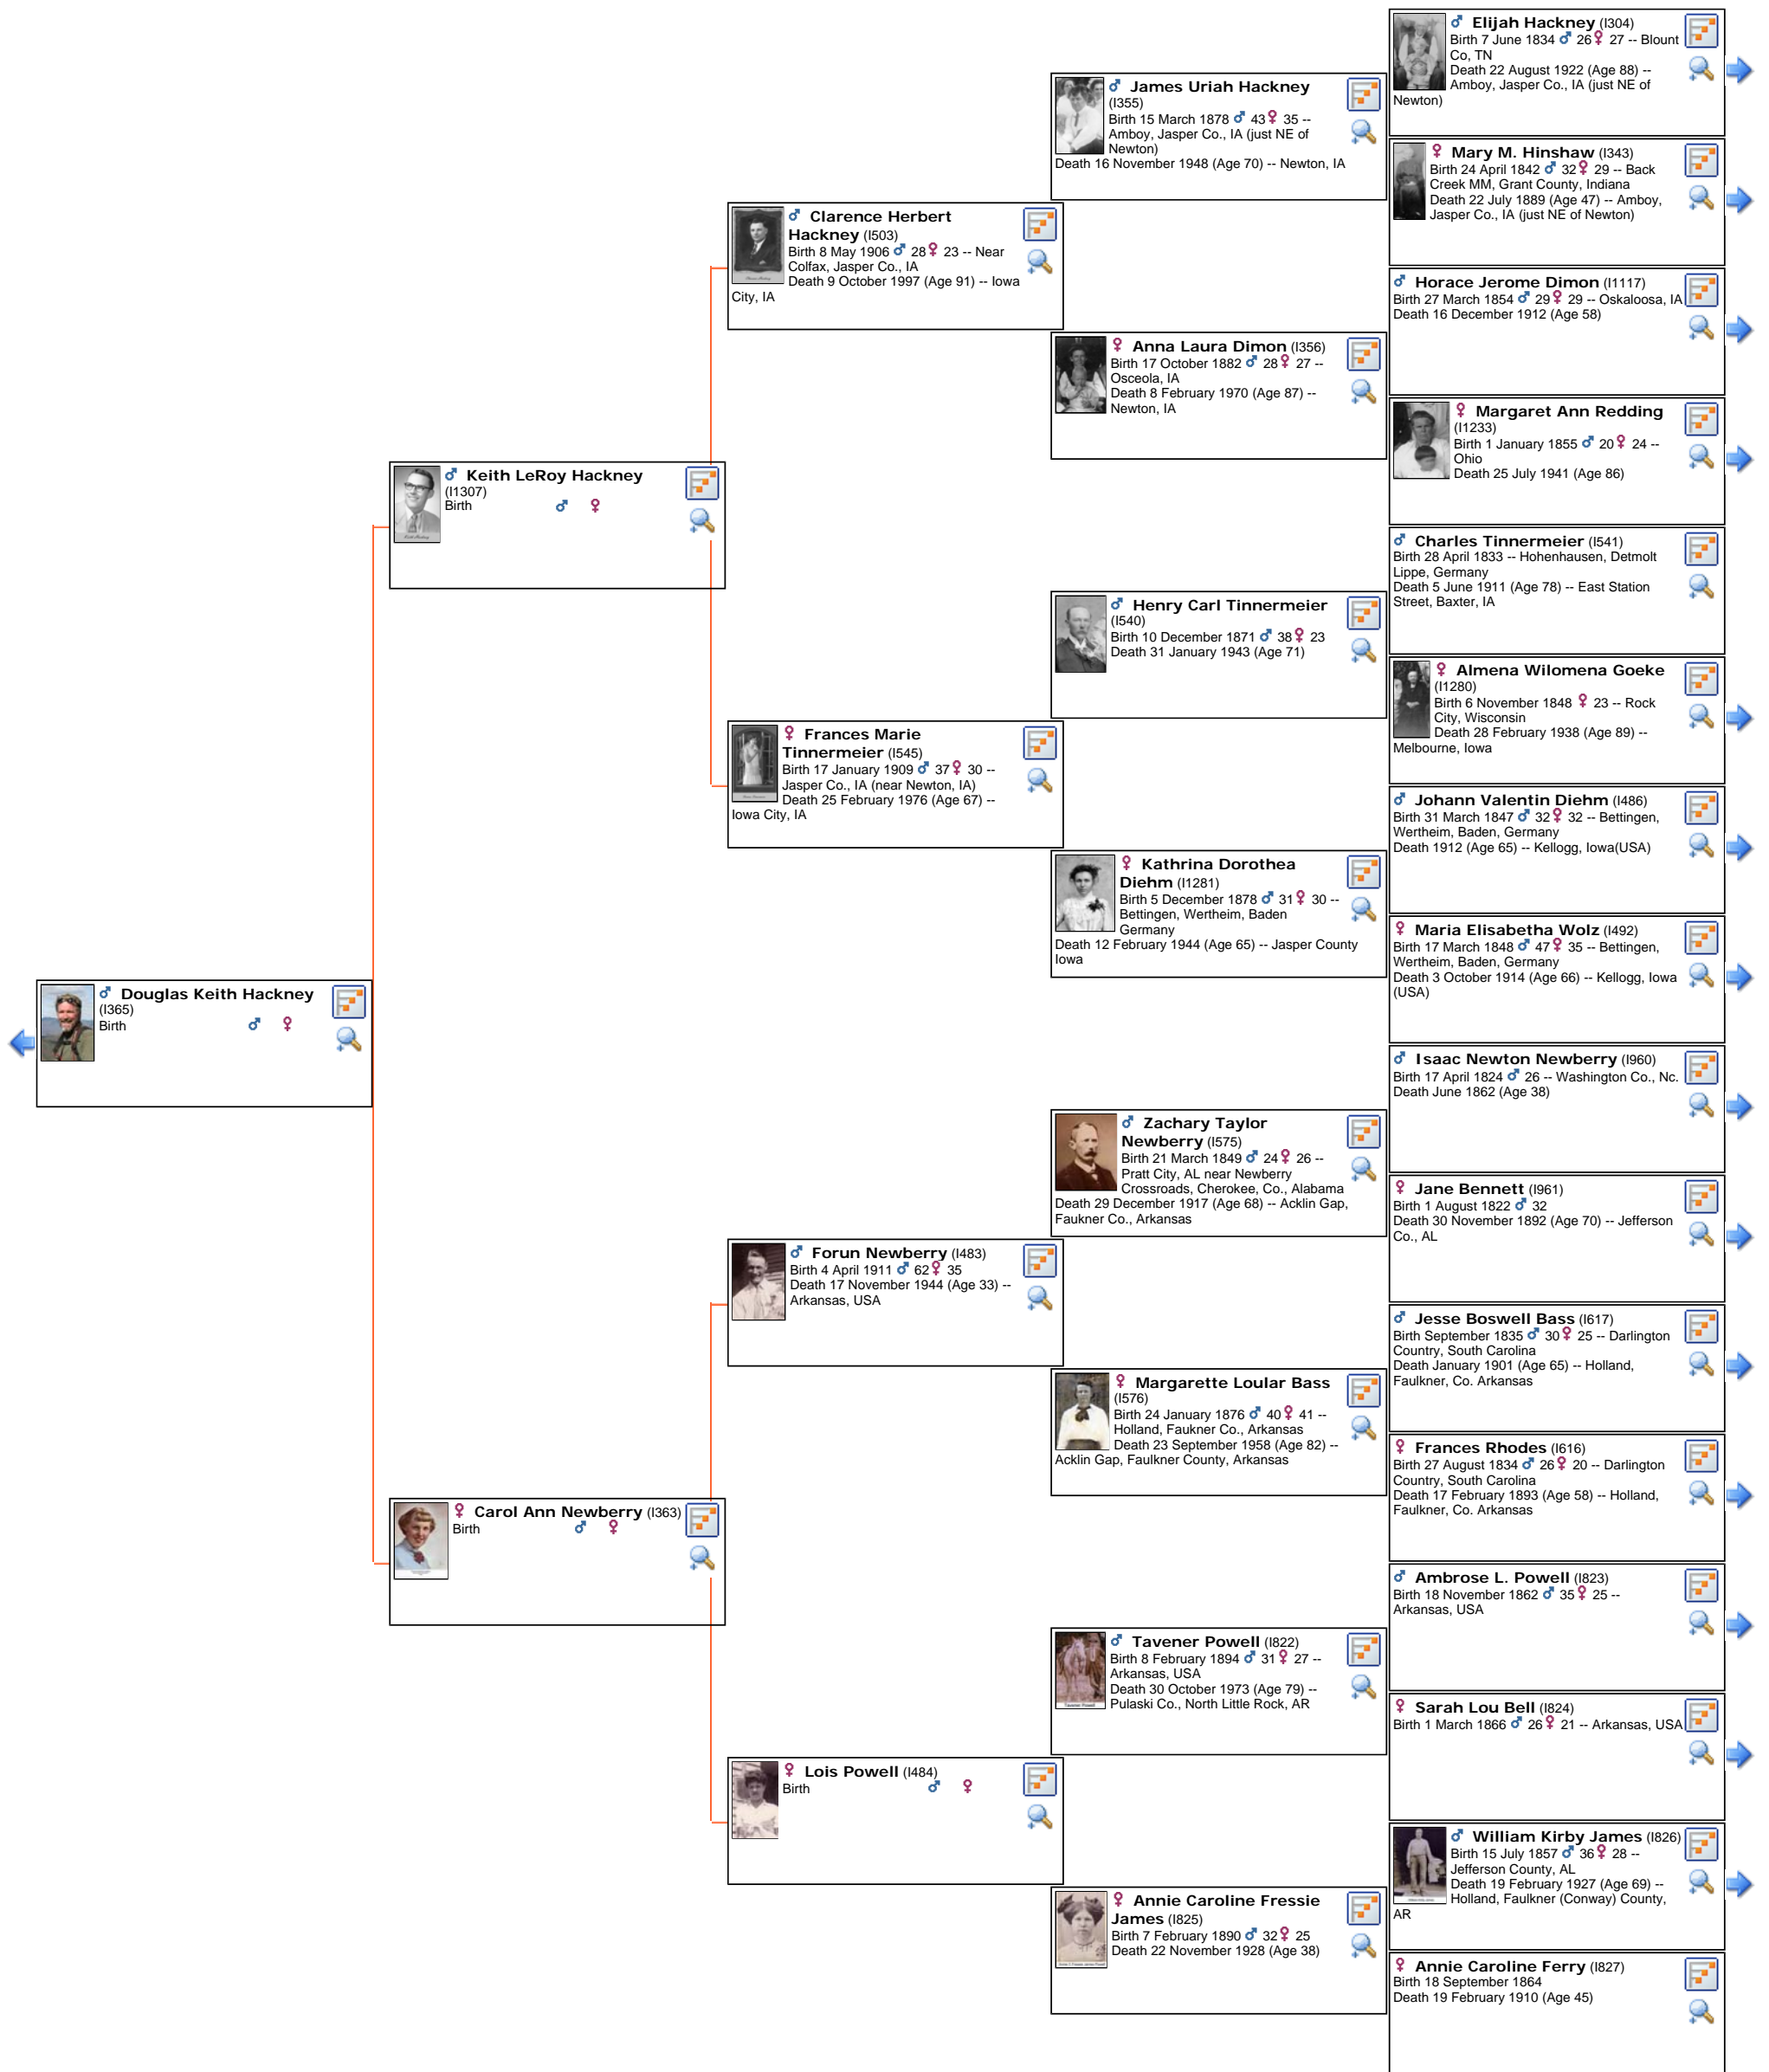 Elijah Hackney (I304)
Birth 7 June 1834 ♂ 26♀ 27 -- Blount
Co, TN
Death 22 August 1922 (Age 88) --
Amboy, Jasper Co., IA (just NE of
Newton)
James Uriah Hackney
(I355)
Birth 15 March 1878 ♂ 43♀ 35 --
Amboy, Jasper Co., IA (just NE of
Newton)
Death 16 November 1948 (Age 70) -- Newton, IA
Mary M. Hinshaw (I343)
Birth 24 April 1842 ♂ 32♀ 29 -- Back
Creek MM, Grant County, Indiana
Death 22 July 1889 (Age 47) -- Amboy,
Jasper Co., IA (just NE of Newton)
Clarence Herbert
Hackney (I503)
Birth 8 May 1906 ♂ 28♀ 23 -- Near
Colfax, Jasper Co., IA
Death 9 October 1997 (Age 91) -- Iowa
City, IA
Horace Jerome Dimon (I1117)
Birth 27 March 1854 ♂ 29♀ 29 -- Oskaloosa, IA
Death 16 December 1912 (Age 58)
Anna Laura Dimon (I356)
Birth 17 October 1882 ♂ 28♀ 27 --
Osceola, IA
Death 8 February 1970 (Age 87) --
Newton, IA
Margaret Ann Redding
(I1233)
Birth 1 January 1855 ♂ 20♀ 24 --
Ohio
Death 25 July 1941 (Age 86)
Keith LeRoy Hackney
(I1307)
Birth ♂ ♀
Charles Tinnermeier (I541)
Birth 28 April 1833 -- Hohenhausen, Detmolt
Lippe, Germany
Death 5 June 1911 (Age 78) -- East Station
Street, Baxter, IA
Henry Carl Tinnermeier
(I540)
Birth 10 December 1871 ♂ 38♀ 23
Death 31 January 1943 (Age 71)
Almena Wilomena Goeke
(I1280)
Birth 6 November 1848 ♀ 23 -- Rock
City, Wisconsin
Death 28 February 1938 (Age 89) --
Melbourne, Iowa
Frances Marie
Tinnermeier (I545)
Birth 17 January 1909 ♂ 37♀ 30 --
Jasper Co., IA (near Newton, IA)
Death 25 February 1976 (Age 67) --
Iowa City, IA
Johann Valentin Diehm (I486)
Birth 31 March 1847 ♂ 32♀ 32 -- Bettingen,
Wertheim, Baden, Germany
Death 1912 (Age 65) -- Kellogg, Iowa(USA)
Kathrina Dorothea
Diehm (I1281)
Birth 5 December 1878 ♂ 31♀ 30 --
Bettingen, Wertheim, Baden
Germany
Death 12 February 1944 (Age 65) -- Jasper County
Iowa
Maria Elisabetha Wolz (I492)
Birth 17 March 1848 ♂ 47♀ 35 -- Bettingen,
Wertheim, Baden, Germany
Death 3 October 1914 (Age 66) -- Kellogg, Iowa
(USA)
Douglas Keith Hackney
(I365)
Birth ♂ ♀
Isaac Newton Newberry (I960)
Birth 17 April 1824 ♂ 26 -- Washington Co., Nc.
Death June 1862 (Age 38)
Zachary Taylor
Newberry (I575)
Birth 21 March 1849 ♂ 24♀ 26 --
Pratt City, AL near Newberry
Crossroads, Cherokee, Co., Alabama
Death 29 December 1917 (Age 68) -- Acklin Gap,
Faukner Co., Arkansas
Jane Bennett (I961)
Birth 1 August 1822 ♂ 32
Death 30 November 1892 (Age 70) -- Jefferson
Co., AL
Forun Newberry (I483)
Birth 4 April 1911 ♂ 62♀ 35
Death 17 November 1944 (Age 33) --
Arkansas, USA
Jesse Boswell Bass (I617)
Birth September 1835 ♂ 30♀ 25 -- Darlington
Country, South Carolina
Death January 1901 (Age 65) -- Holland,
Faulkner, Co. Arkansas
Margarette Loular Bass
(I576)
Birth 24 January 1876 ♂ 40♀ 41 --
Holland, Faukner Co., Arkansas
Death 23 September 1958 (Age 82) --
Acklin Gap, Faulkner County, Arkansas
Frances Rhodes (I616)
Birth 27 August 1834 ♂ 26♀ 20 -- Darlington
Country, South Carolina
Death 17 February 1893 (Age 58) -- Holland,
Faulkner, Co. Arkansas
Carol Ann Newberry (I363)
Birth ♂ ♀
Ambrose L. Powell (I823)
Birth 18 November 1862 ♂ 35♀ 25 --
Arkansas, USA
Tavener Powell (I822)
Birth 8 February 1894 ♂ 31♀ 27 --
Arkansas, USA
Death 30 October 1973 (Age 79) --
Pulaski Co., North Little Rock, AR
Tavener Powell
Sarah Lou Bell (I824)
Birth 1 March 1866 ♂ 26♀ 21 -- Arkansas, USA
Lois Powell (I484)
Birth ♂ ♀
William Kirby James (I826)
Birth 15 July 1857 ♂ 36♀ 28 --
Jefferson County, AL
Death 19 February 1927 (Age 69) --
Holland, Faulkner (Conway) County,
AR
Annie Caroline Fressie
James (I825)
Birth 7 February 1890 ♂ 32♀ 25
Death 22 November 1928 (Age 38)
Annie Caroline Ferry (I827)
Birth 18 September 1864
Death 19 February 1910 (Age 45)